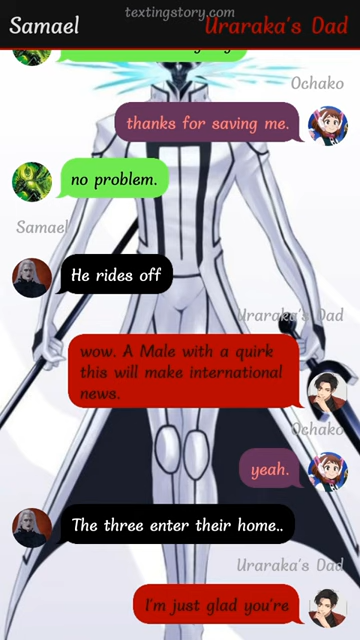 textingstory.com
Samael
Uraraka's Dad
Ochako
thanks for saving me.
no problem.
Samael
He rides off
Uraraka's Dad
wow. A Male with a quirk
this will make international
news.
Ochako
yeah.
The three enter their home..
Uraraka's Dad
I'm just glad you're